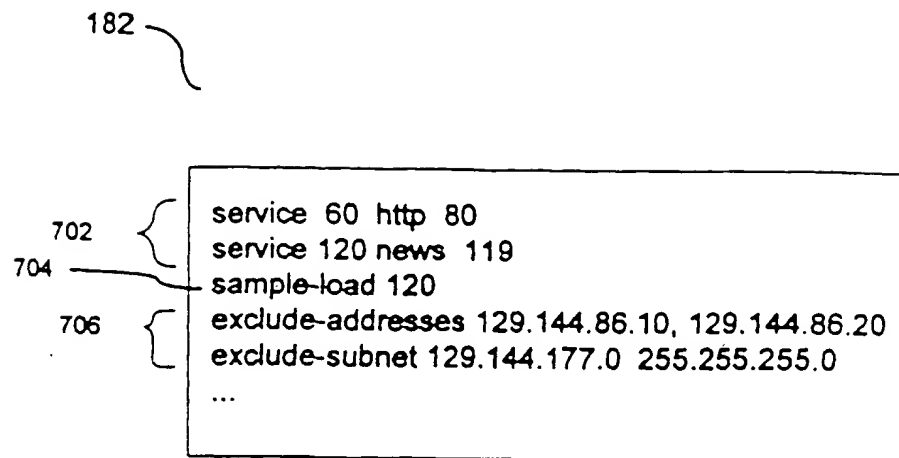 182
702
704
706
service 60 http 80
service 120 news 119
sample-load 120
exclude-addresses 129.144.86.10, 129.144.86.20
exclude-subnet 129.144.177.0 255.255.255.0
...